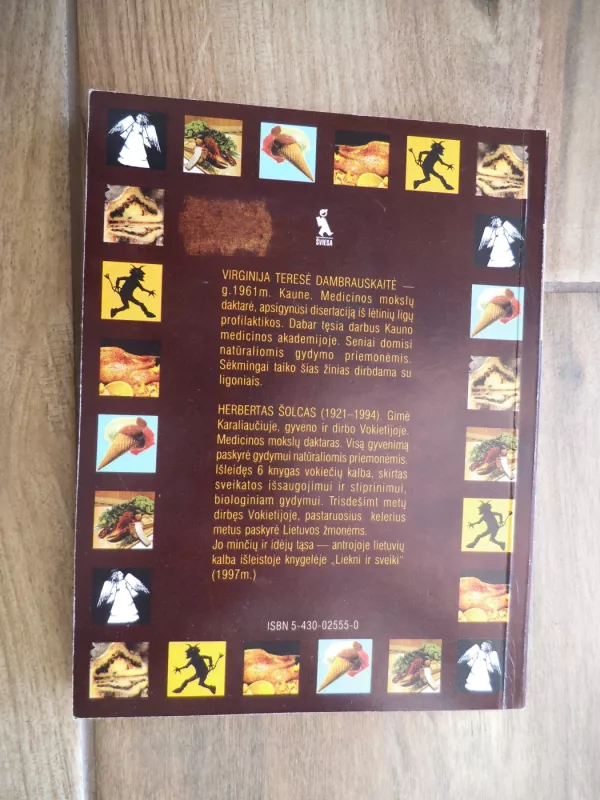 ŠVIESA
VIRGINIJA TERESĖ DAMBRAUSKAITĖ —
g.1961m. Kaune. Medicinos mokslų
daktarė, apsigynusi disertaciją iš lėtinių ligų
profilaktikos. Dabar tęsia darbus Kauno
medicinos akademijoje. Seniai domisi
natūraliomis gydymo priemonėmis.
Sėkmingai taiko šias žinias dirbdama su
ligoniais.
HERBERTAS ŠOLCAS (1921–1994). Gimė
Karaliaučiuje, gyveno ir dirbo Vokietijoje.
Medicinos mokslų daktaras. Visą gyvenimą
paskyrė gydymui natūraliomis priemonėmis.
Išleidęs 6 knygas vokiečių kalba, skirtas
sveikatos išsaugojimui ir stiprinimui,
biologiniam gydymui. Trisdešimt metų
dirbęs Vokietijoje, pastaruosius kelerius
metus paskyrė Lietuvos žmonėms.
Jo minčių ir idėjų tąsa — antrojoje lietuvių
kalba išleistoje knygelėje „Liekni ir sveiki“
(1997m.)
ISBN 5-430-02555-0